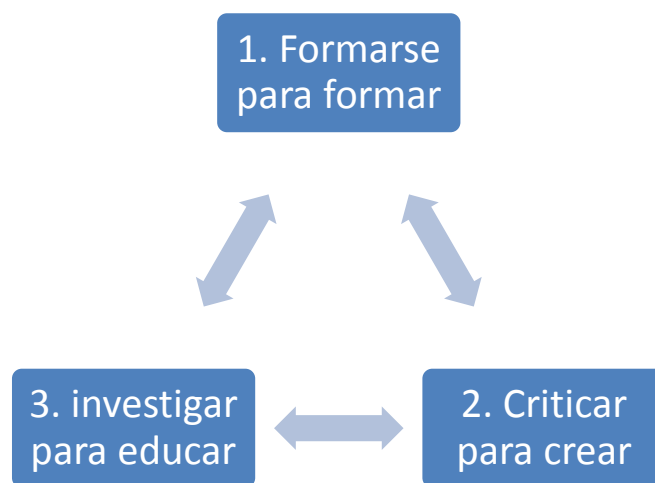 1. Formarse
para formar
3. investigar
para educar
2. Criticar
para crear